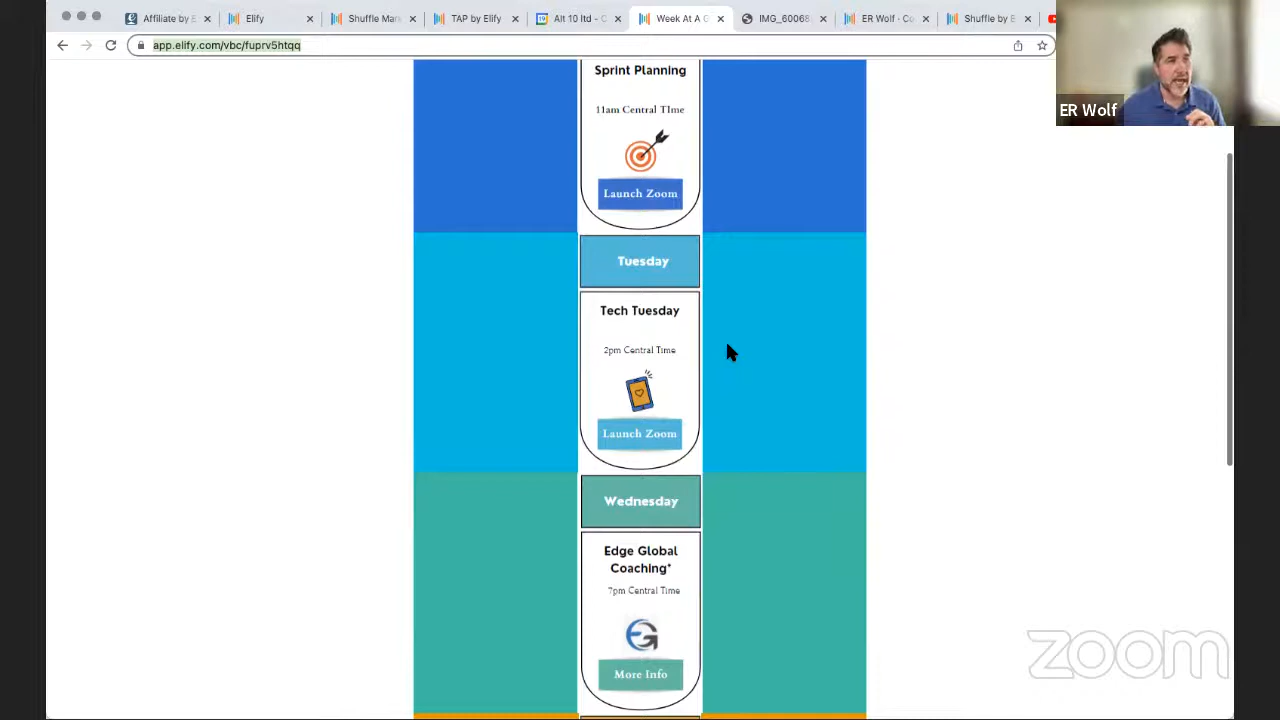 Affiliate by E
Elify
Shuffle Mar
TAP by Elify
Alt 10 ltd - C
Week At A G
IMG_60068
ER Wolf - Co
Shuffle by E
app.elify.com/vbc/fuprv5htqq
ER Wolf
Sprint Planning
11am Central TIme
Launch Zoom
Tuesday
Tech Tuesday
2pm Central Time
Launch Zoom
Wednesday
Edge Global
Coaching*
7pm Central Time
EG
More Info
zoom